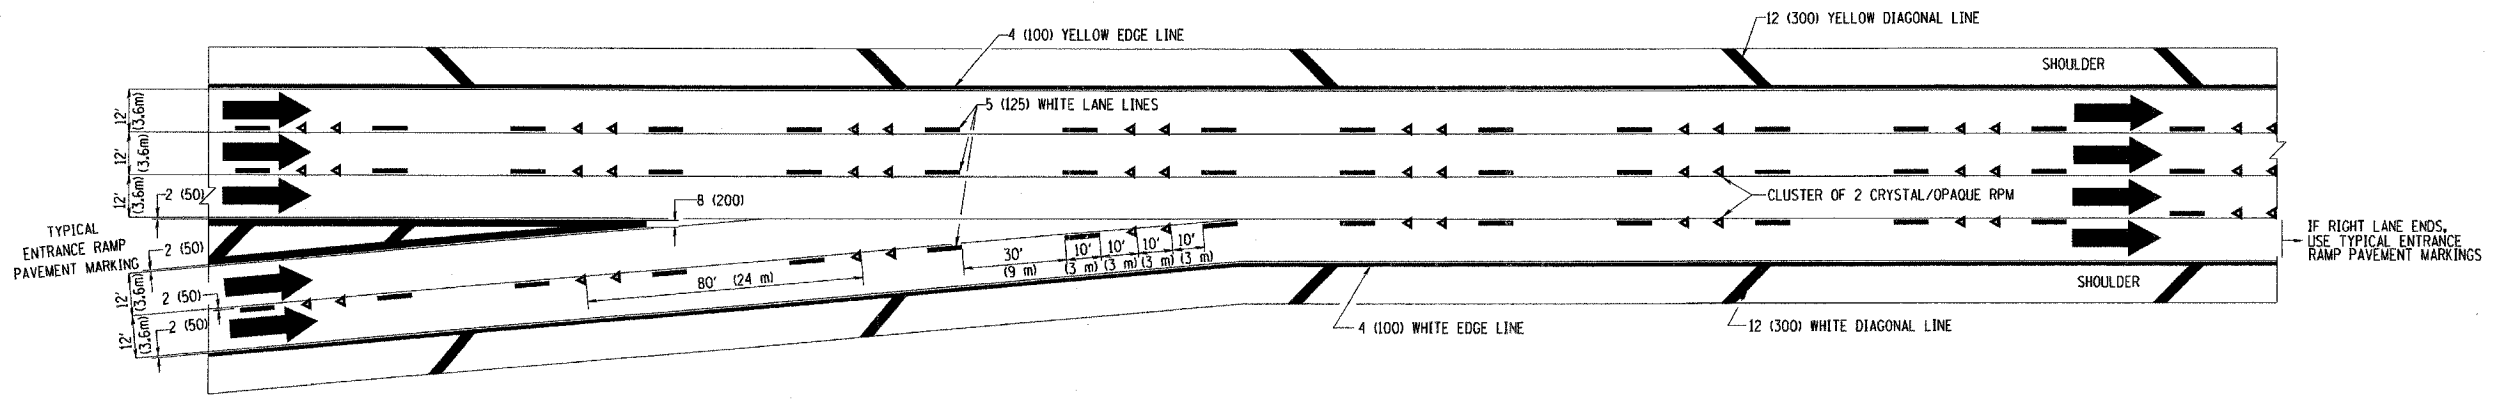 12 (300) YELLOW DIAGONAL LINE
4 (100) YELLOW EDGE LINE
SHOULDER
12'
(3.6m)
5 (125) WHITE LANE LINES
12'
(3.6m)
12'
(3.6m)
2 (50)
8 (200)
CLUSTER OF 2 CRYSTAL/OPAQUE RPM
TYPICAL
ENTRANCE RAMP
PAVEMENT MARKING
2 (50)
IF RIGHT LANE ENDS,
USE TYPICAL ENTRANCE
RAMP PAVEMENT MARKINGS
30'
(9 m)
10'
(3 m)
10'
(3 m)
10'
(3 m)
10'
(3 m)
80' (24 m)
12'
(3.6m)
2 (50)
SHOULDER
12'
(3.6m)
2 (50)
4 (100) WHITE EDGE LINE
12 (300) WHITE DIAGONAL LINE